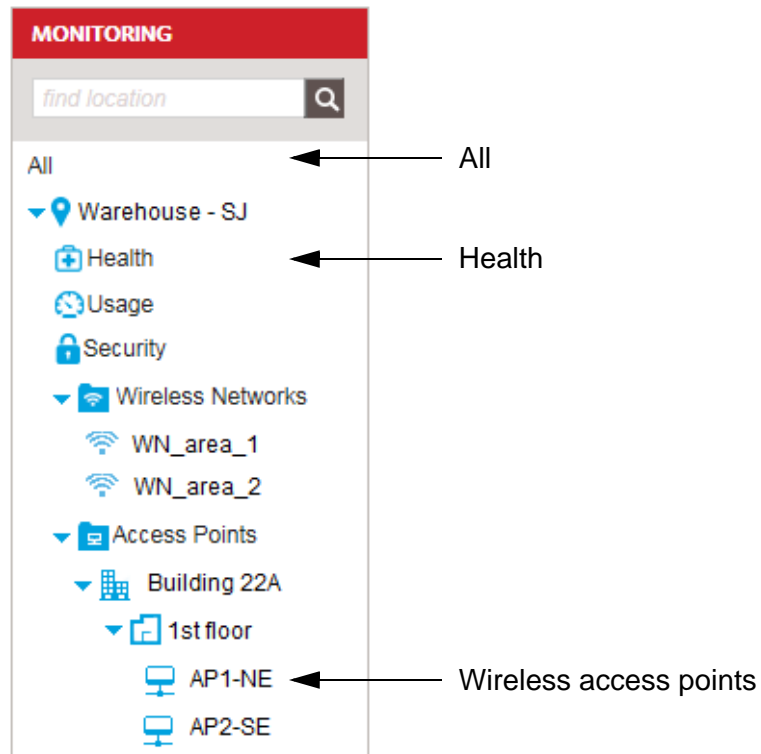 MONITORING
find location
All
All
Warehouse - SJ
Health
Health
Usage
Security
Wireless Networks
WN_area_1
WN_area_2
Access Points
Building 22A
1st floor
AP1-NE
Wireless access points
AP2-SE